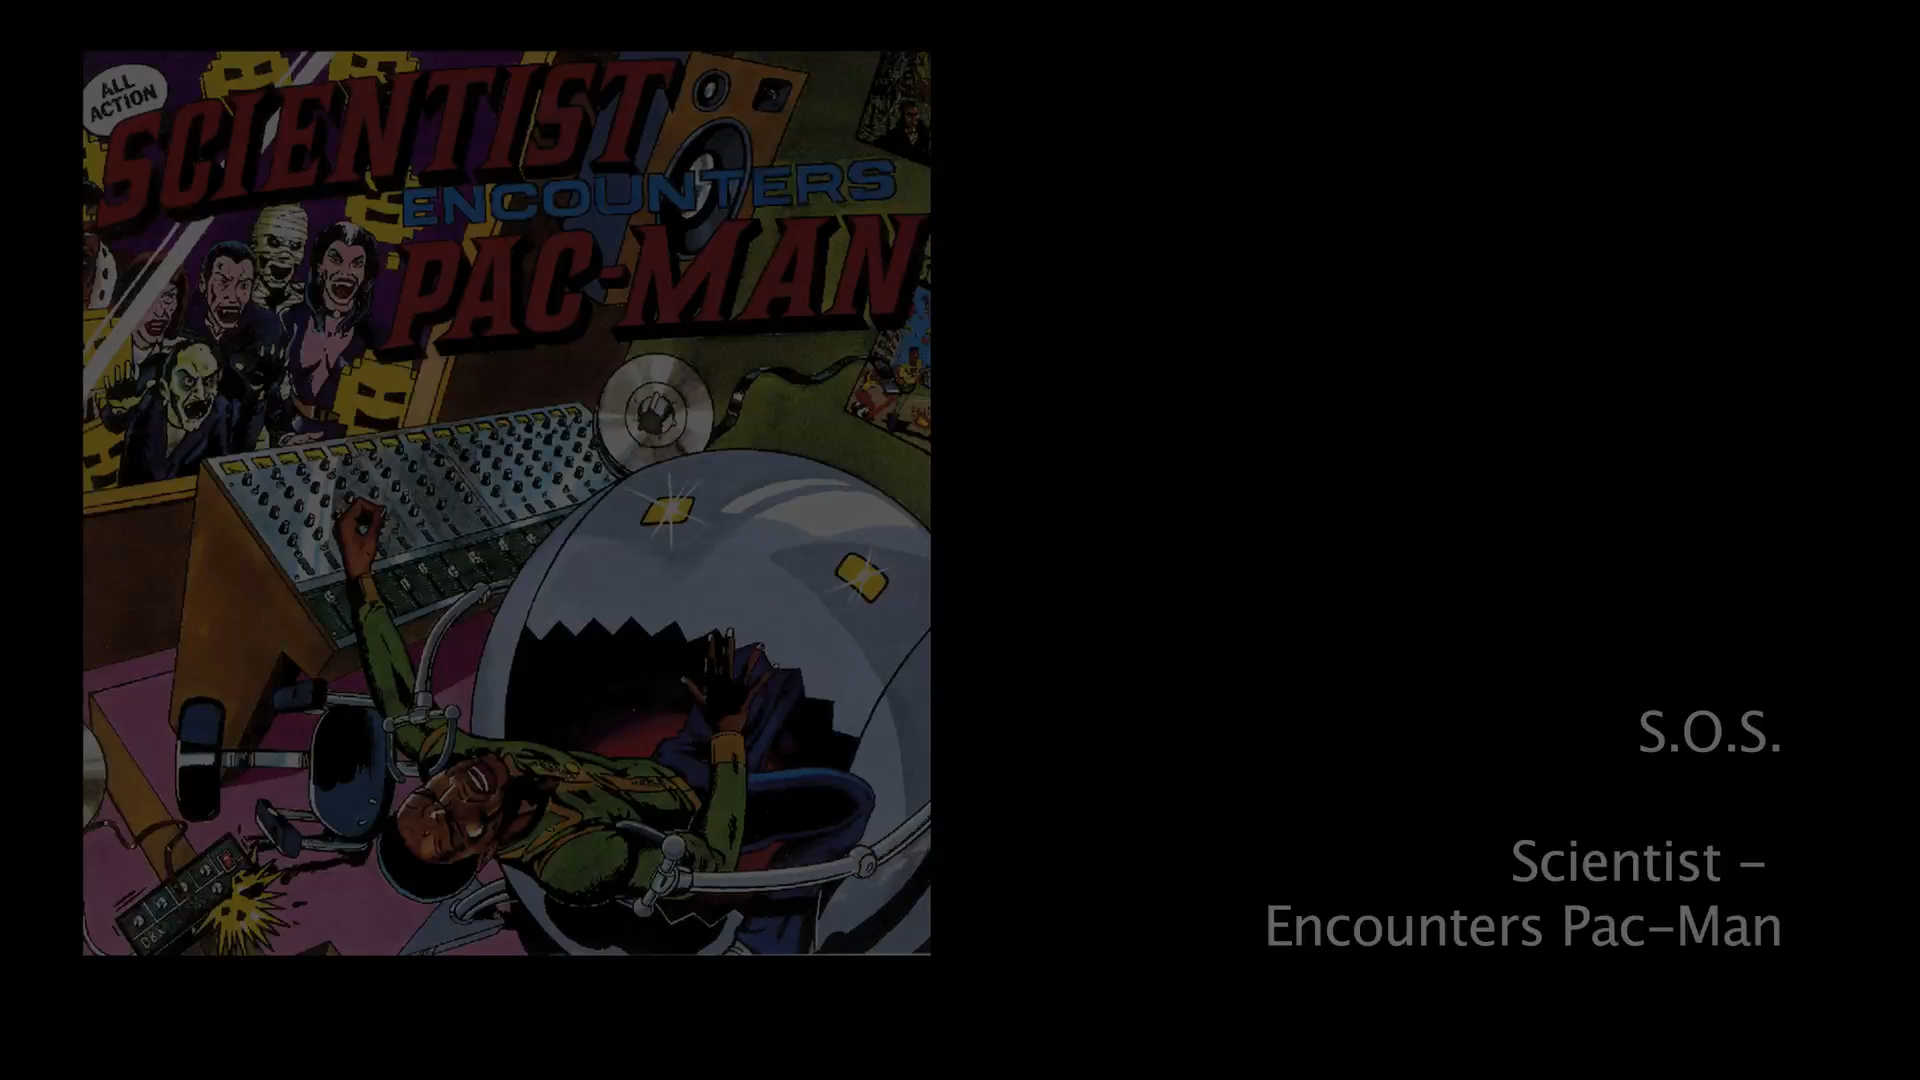 ALL
ACTION
SCIENTIST
ENCOUNTERS
PAC-MAN
S.O.S.
Scientist –
Encounters Pac–Man